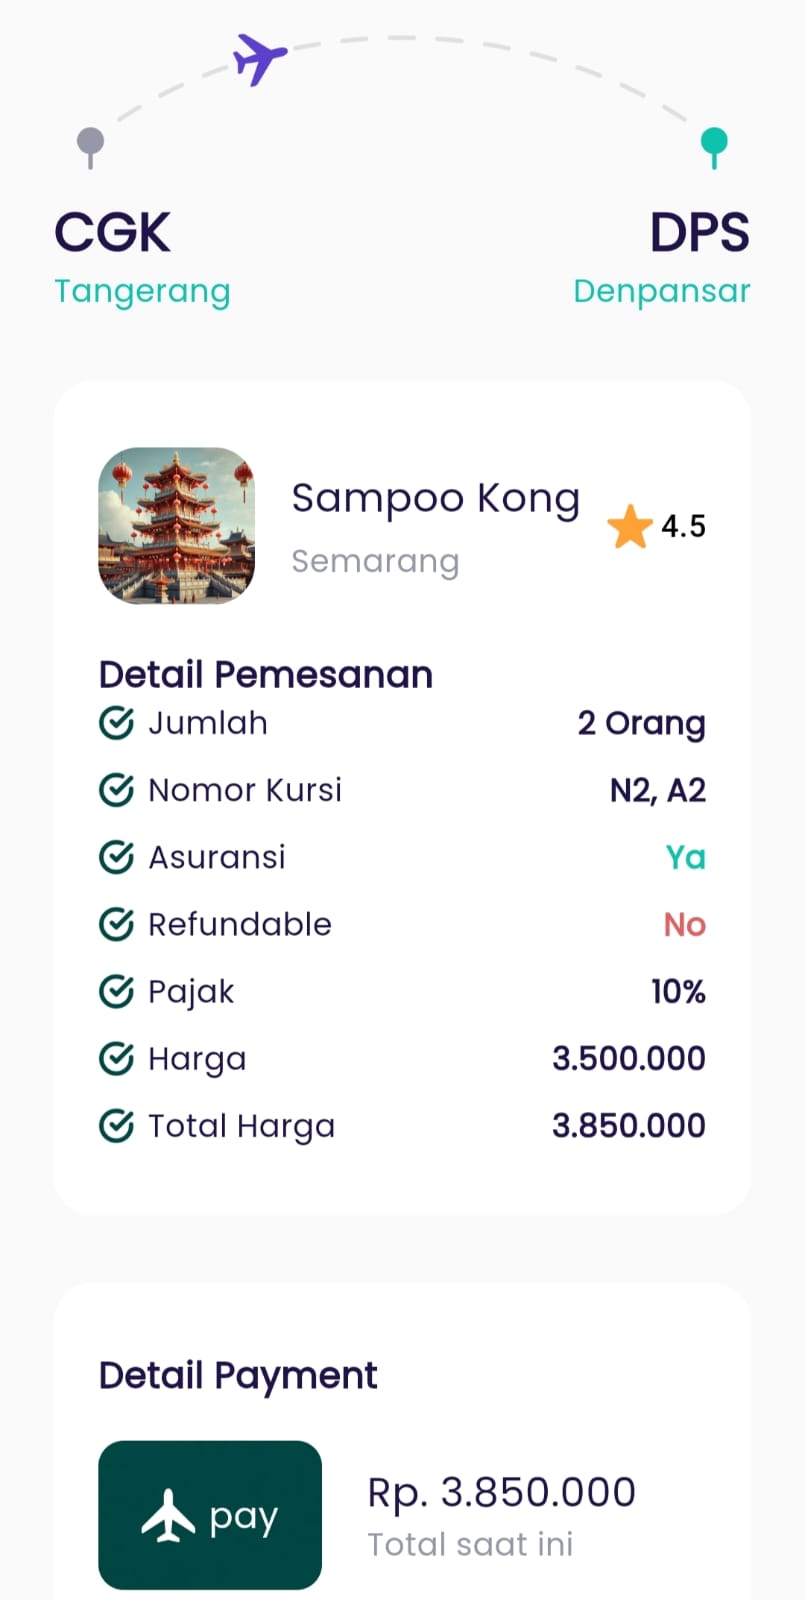 CGK
DPS
Tangerang
Denpansar
Sampoo Kong
4.5
Semarang
Detail Pemesanan
Jumlah 2 Orang
Nomor Kursi N2, A2
Asuransi Ya
Refundable No
Pajak 10%
Harga 3.500.000
Total Harga 3.850.000
Detail Payment
pay
Rp. 3.850.000
Total saat ini